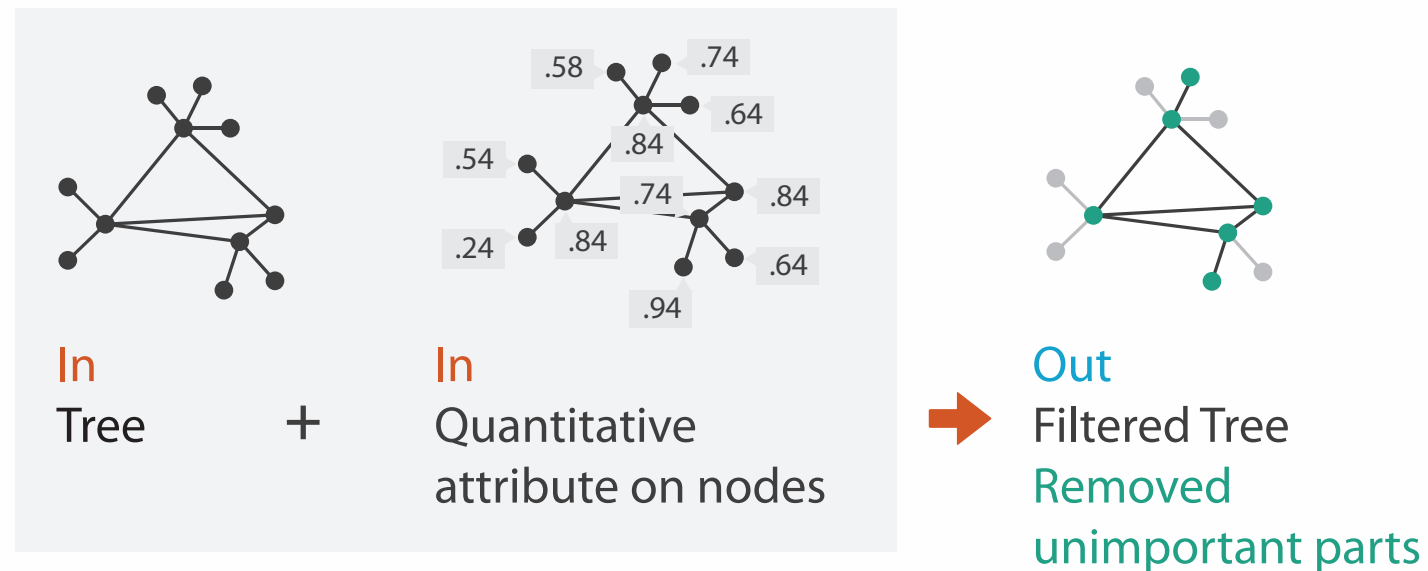 .58
.74
.64
.84
.54
.74
.84
.24
.84
.64
.94
In
Tree
+
In
Quantitative
attribute on nodes
Out
Filtered Tree
Removed
unimportant parts